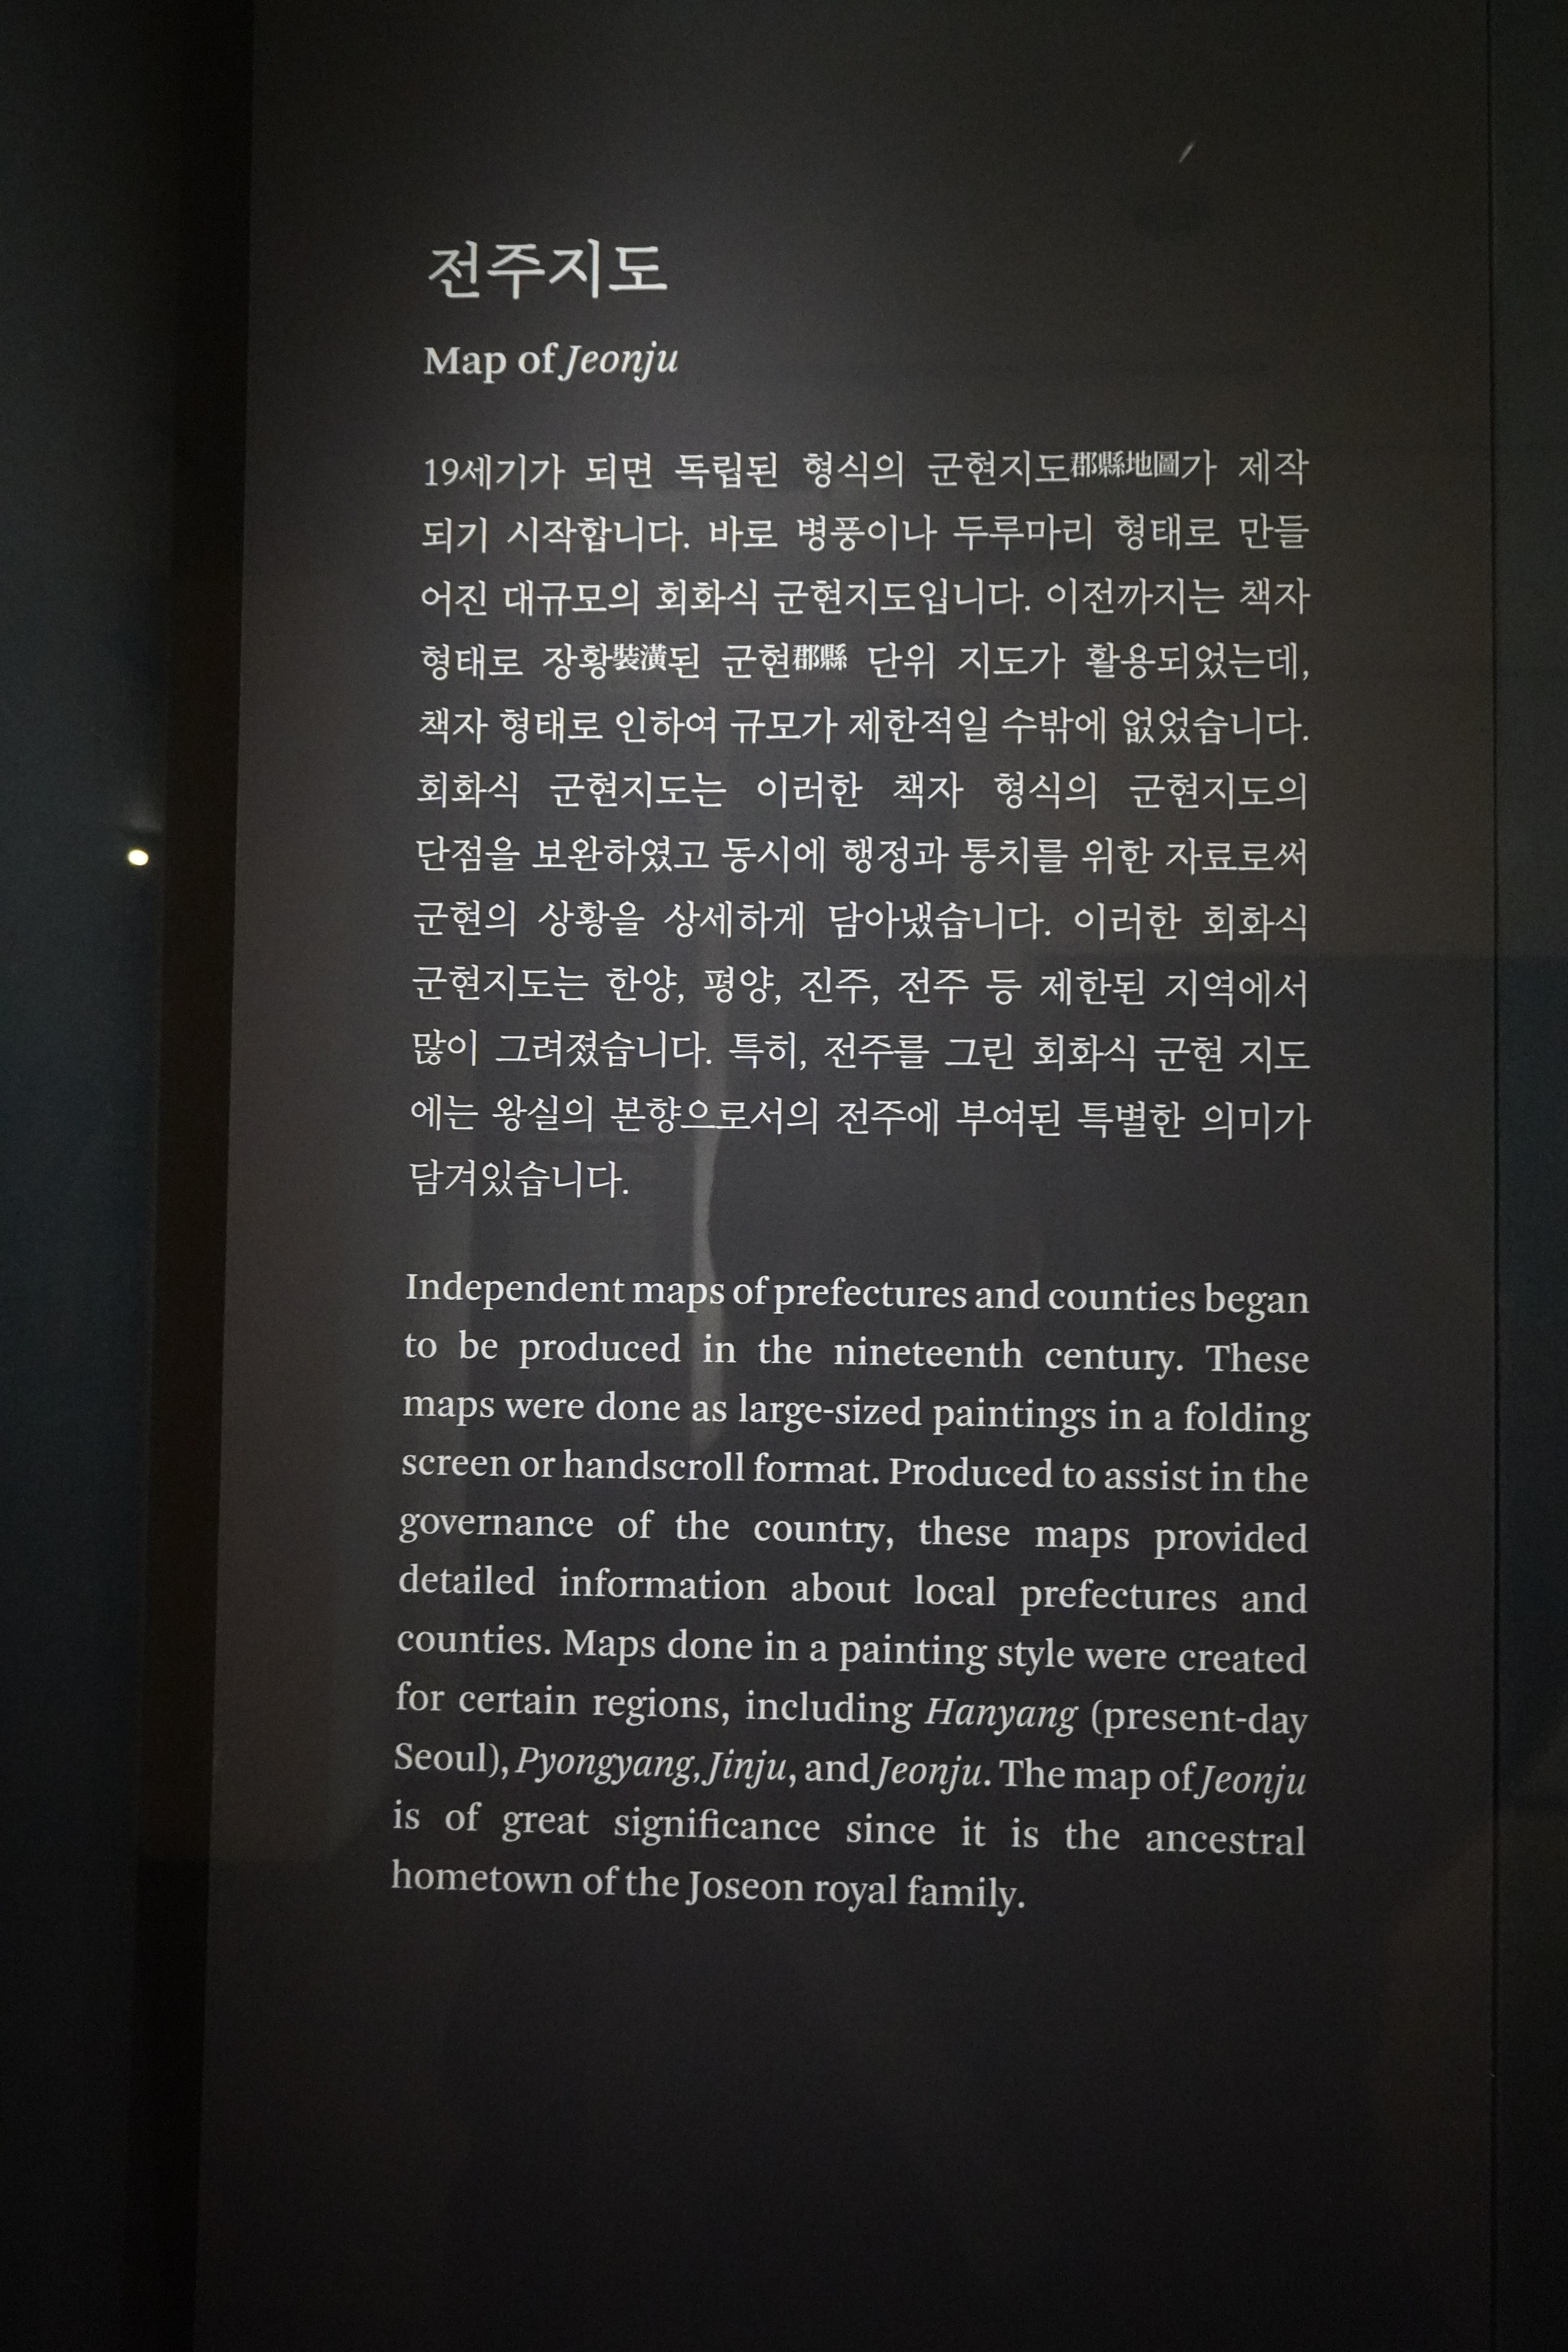 전주지도
Map of Jeonju
19세기가 되면 독립된 형식의 군현지도郡縣地圖가 제작
되기 시작합니다. 바로 병풍이나 두루마리 형태로 만들
어진 대규모의 회화식 군현지도입니다. 이전까지는 책자
형태로 장황裝潢된 군현郡縣 단위 지도가 활용되었는데,
책자 형태로 인하여 규모가 제한적일 수밖에 없었습니다.
회화식 군현지도는 이러한 책자 형식의 군현지도의
단점을 보완하였고 동시에 행정과 통치를 위한 자료로써
군현의 상황을 상세하게 담아냈습니다. 이러한 회화식
군현지도는 한양, 평양, 진주, 전주 등 제한된 지역에서
많이 그려졌습니다. 특히, 전주를 그린 회화식 군현 지도
에는 왕실의 본향으로서의 전주에 부여된 특별한 의미가
담겨있습니다.
Independent maps of prefectures and counties began
to be produced in the nineteenth century. These
maps were done as large-sized paintings in a folding
screen or handscroll format. Produced to assist in the
governance of the country, these maps provided
detailed information about local prefectures and
counties. Maps done in a painting style were created
for certain regions, including Hanyang (present-day
Seoul), Pyongyang, Jinju, and Jeonju. The map of Jeonju
is of great significance since it is the ancestral
hometown of the Joseon royal family.